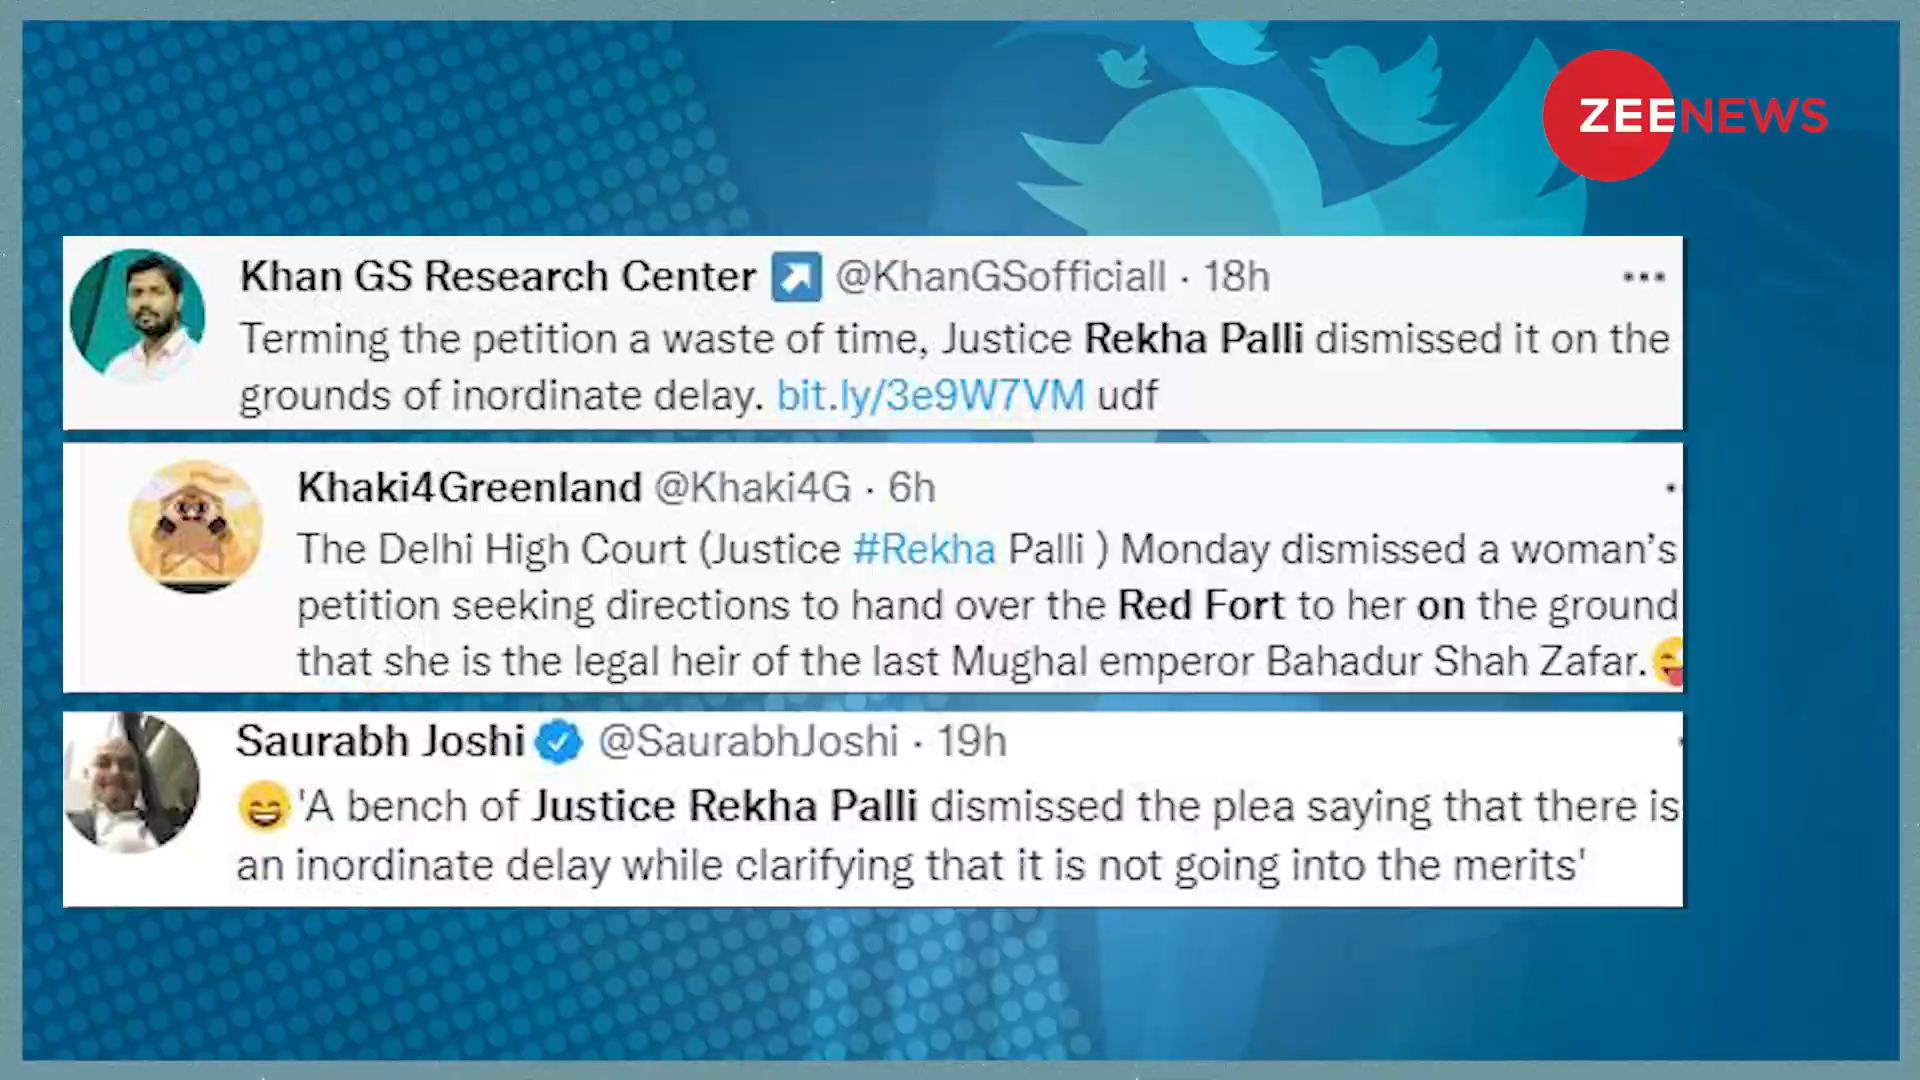 ZEENEWS
Khan GS Research Center ↗ @KhanGSofficiall · 18h ...
Terming the petition a waste of time, Justice Rekha Palli dismissed it on the
grounds of inordinate delay. bit.ly/3e9W7VM udf
Khaki4Greenland @Khaki4G · 6h
The Delhi High Court (Justice #Rekha Palli ) Monday dismissed a woman's
petition seeking directions to hand over the Red Fort to her on the ground
that she is the legal heir of the last Mughal emperor Bahadur Shah Zafar.😜
Saurabh Joshi @SaurabhJoshi · 19h
😄 'A bench of Justice Rekha Palli dismissed the plea saying that there is
an inordinate delay while clarifying that it is not going into the merits'